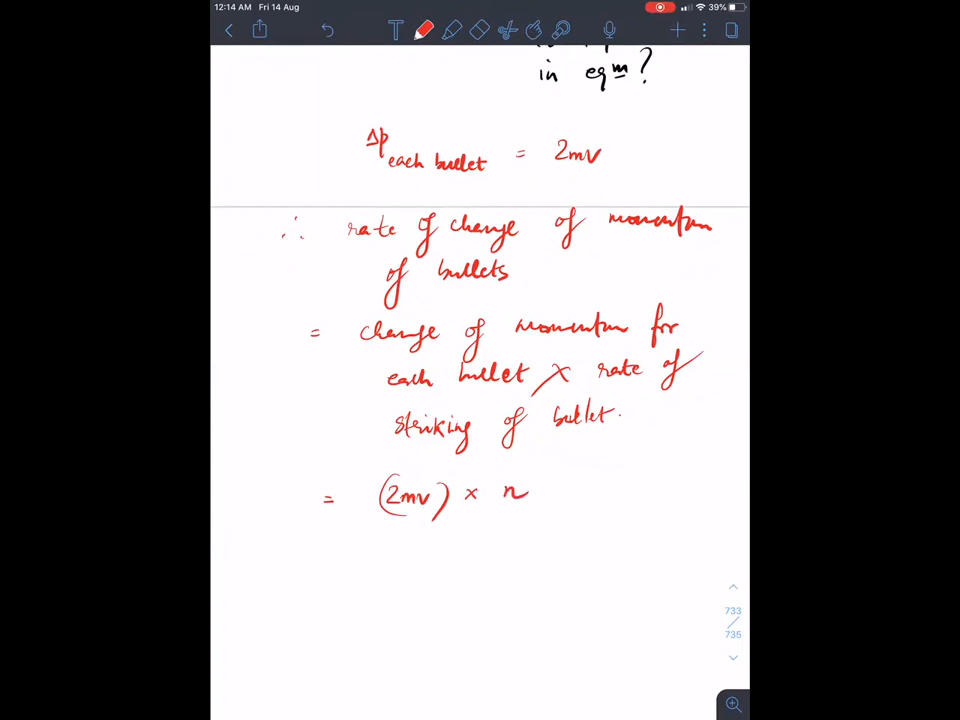 12:14 AM Fri 14 Aug 39%
in eqm?
Δp each bullet = 2mv
∴ rate of change of momentum
of bullets
= change of momentum for
each bullet × rate of
striking of bullet.
= (2mv) × n
733
735